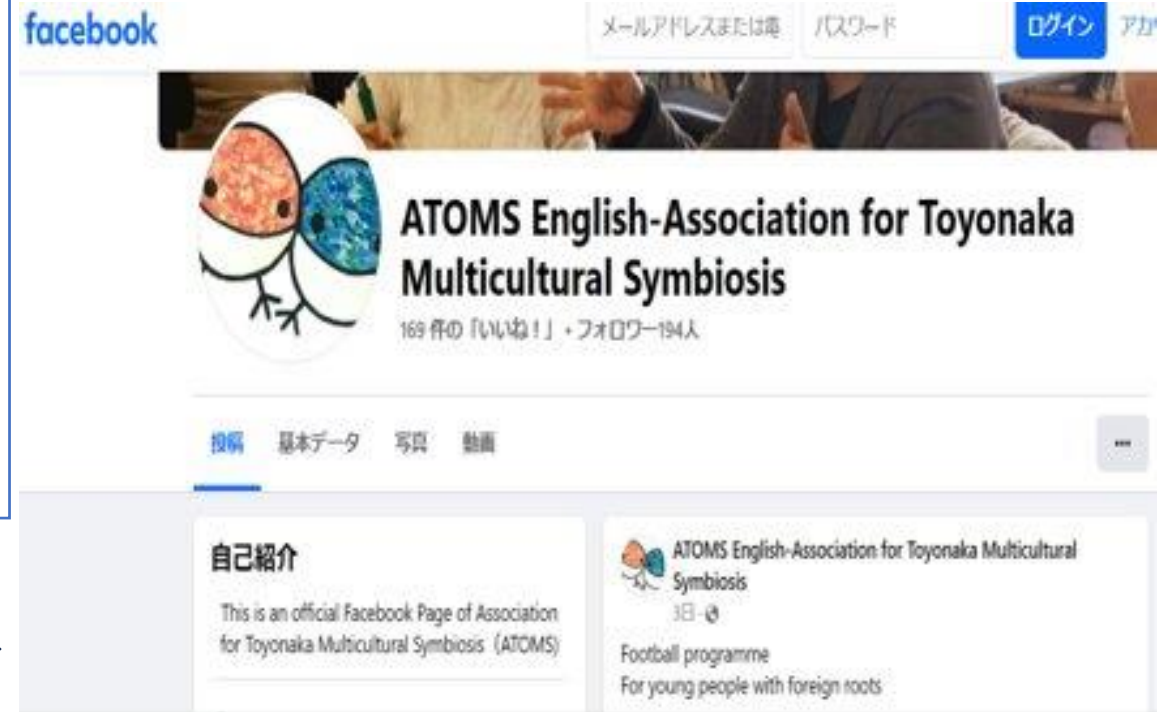 facebook
メールアドレスまたは電
パスワード
ログイン
アカ
ATOMS English-Association for Toyonaka
Multicultural Symbiosis
169 件の「いいね！」・フォロワー194人
投稿
基本データ
写真
動画
自己紹介
This is an official Facebook Page of Association
for Toyonaka Multicultural Symbiosis（ATOMS)
ATOMS English-Association for Toyonaka Multicultural
Symbiosis
3日 ·
Football programme
For young people with foreign roots